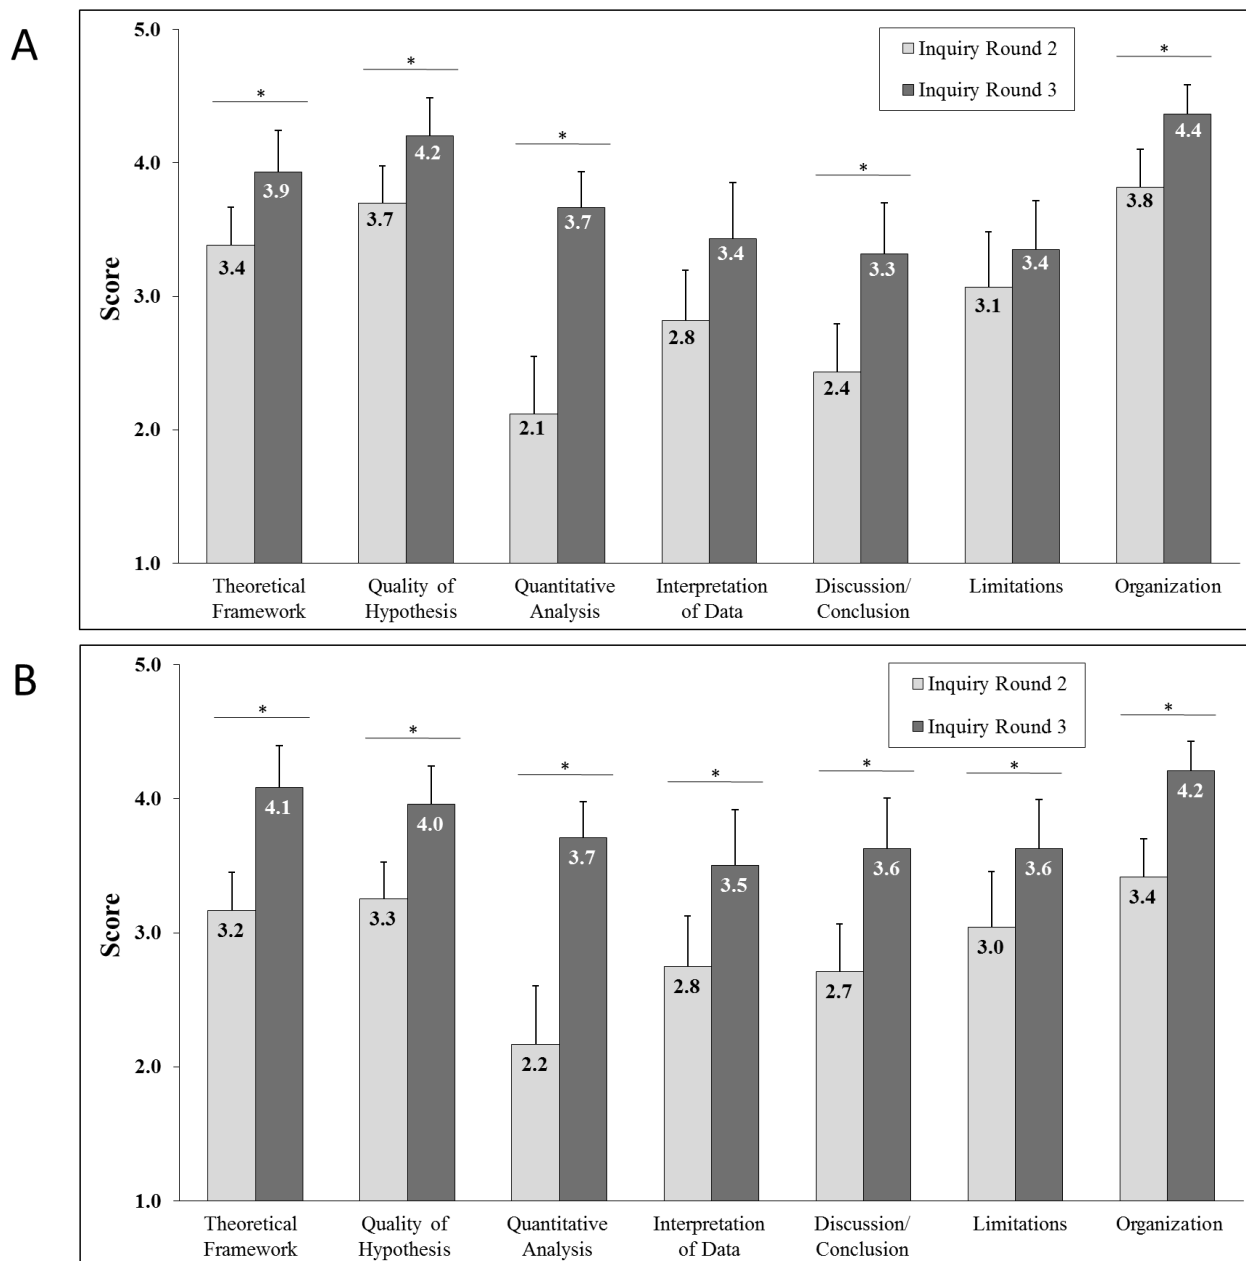 A
5.0
4.0
3.0
2.0
1.0
Score
Inquiry Round 2
Inquiry Round 3
*
*
*
*
*
3.4
3.9
3.7
4.2
2.1
3.7
2.8
3.4
2.4
3.3
3.1
3.4
3.8
4.4
Theoretical
Framework
Quality of
Hypothesis
Quantitative
Analysis
Interpretation
of Data
Discussion/
Conclusion
Limitations
Organization
B
5.0
4.0
3.0
2.0
1.0
Score
Inquiry Round 2
Inquiry Round 3
*
*
*
*
*
*
*
3.2
4.1
3.3
4.0
2.2
3.7
2.8
3.5
2.7
3.6
3.0
3.6
3.4
4.2
Theoretical
Framework
Quality of
Hypothesis
Quantitative
Analysis
Interpretation
of Data
Discussion/
Conclusion
Limitations
Organization